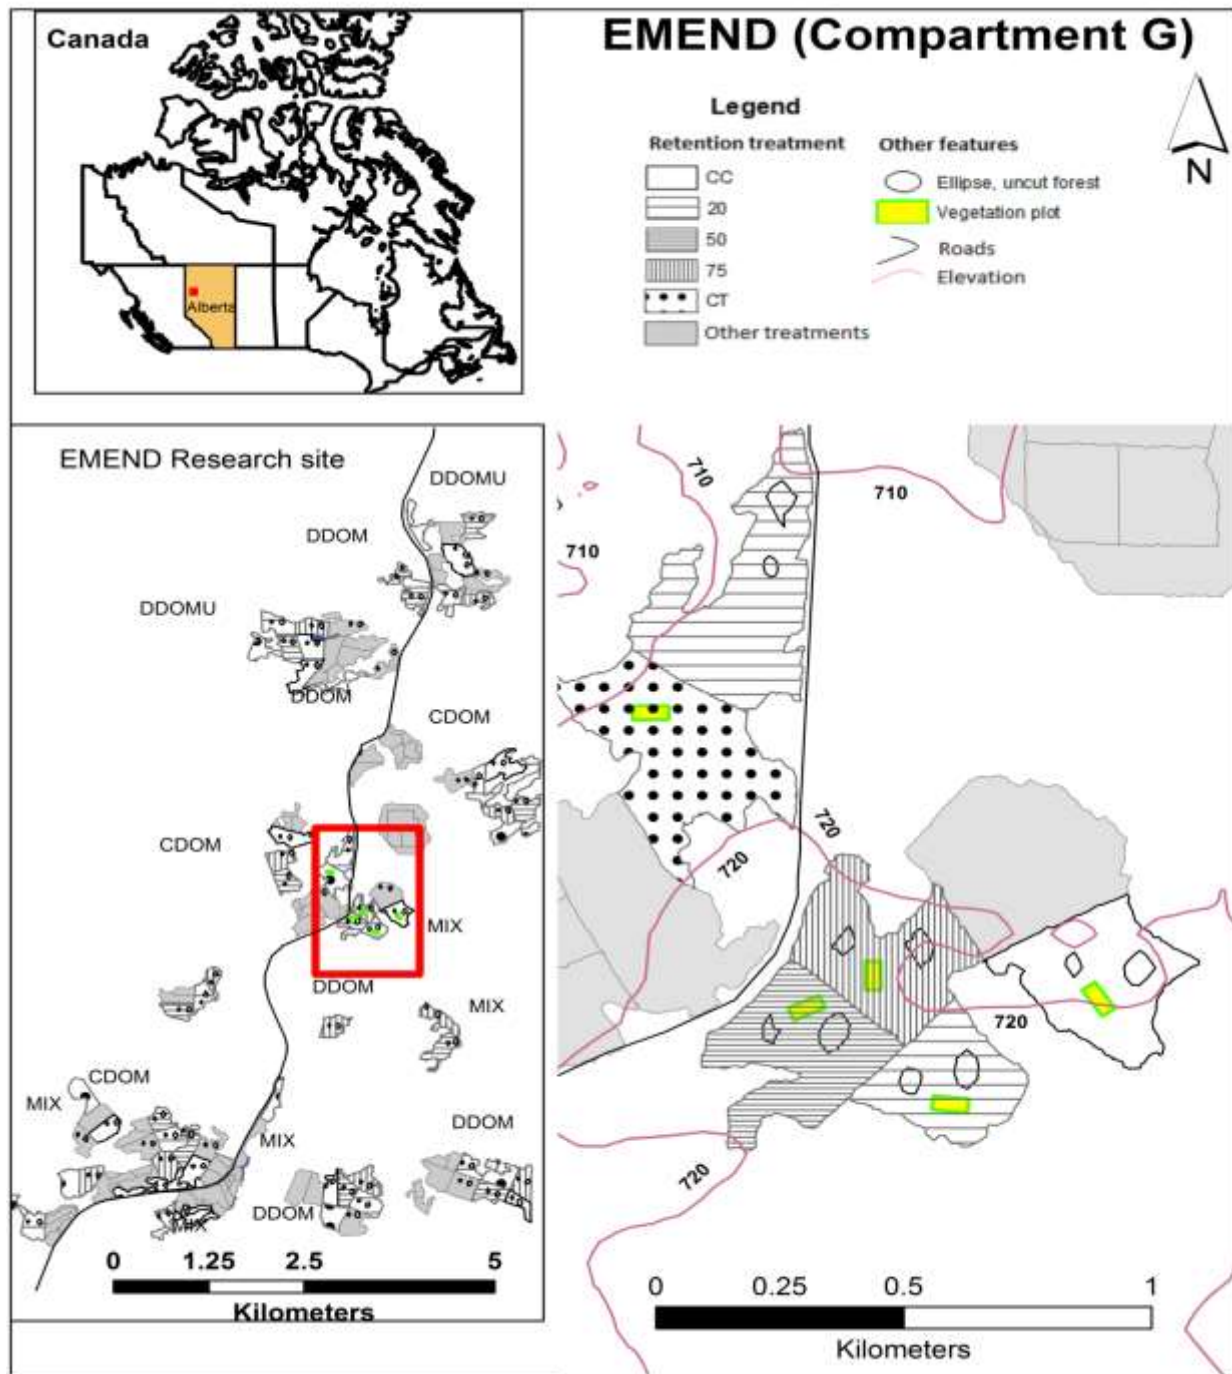 Canada
Alberta
EMEND (Compartment G)
N
Legend
Retention treatment
CC
20
50
75
CT
Other treatments
Other features
Ellipse, uncut forest
Vegetation plot
Roads
Elevation
EMEND Research site
DDOMU
DDOM
DDOMU
DDOM
CDOM
CDOM
MIX
DDOM
MIX
CDOM
MIX
MIX
DDOM
DDOM
MIX
0 1.25 2.5 5
Kilometers
710
710
710
720
720
720
720
0 0.25 0.5 1
Kilometers